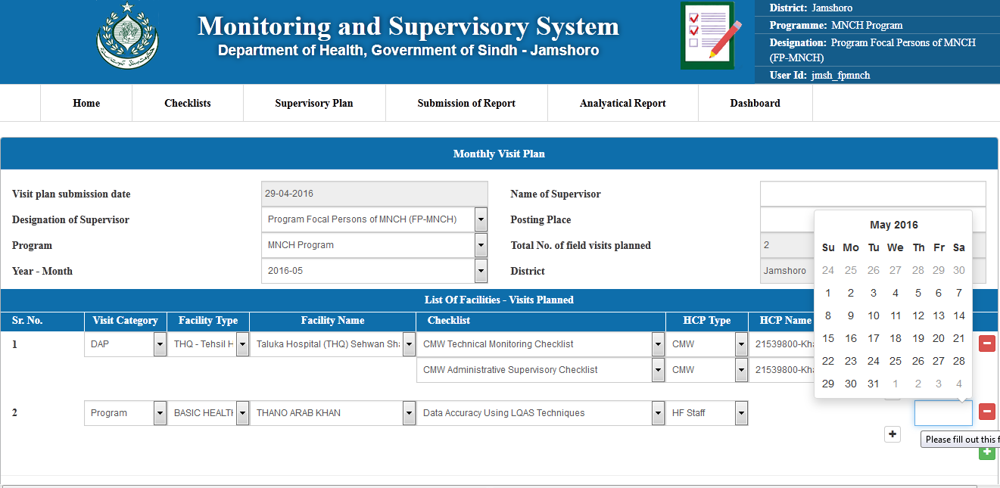 Monitoring and Supervisory System
Department of Health, Government of Sindh - Jamshoro
District: Jamshoro
Programme: MNCH Program
Designation: Program Focal Persons of MNCH
(FP-MNCH)
User Id: jmsh_fpmnch
Home Checklists Supervisory Plan Submission of Report Analyatical Report Dashboard
Monthly Visit Plan
Visit plan submission date 29-04-2016 Name of Supervisor
Designation of Supervisor Program Focal Persons of MNCH (FP-MNCH) Posting Place
Program MNCH Program Total No. of field visits planned 2
Year - Month 2016-05 District Jamshoro
May 2016
Su Mo Tu We Th Fr Sa
24 25 26 27 28 29 30
1 2 3 4 5 6 7
8 9 10 11 12 13 14
15 16 17 18 19 20 21
22 23 24 25 26 27 28
29 30 31 1 2 3 4
List Of Facilities - Visits Planned
Sr. No. Visit Category Facility Type Facility Name Checklist HCP Type HCP Name
1 DAP THQ - Tehsil H Taluka Hospital (THQ) Sehwan Sh CMW Technical Monitoring Checklist CMW 21539800-Kh
CMW Administrative Supervisory Checklist CMW 21539800-Kh
2 Program BASIC HEALTH THANO ARAB KHAN Data Accuracy Using LQAS Techniques HF Staff
Please fill out this f